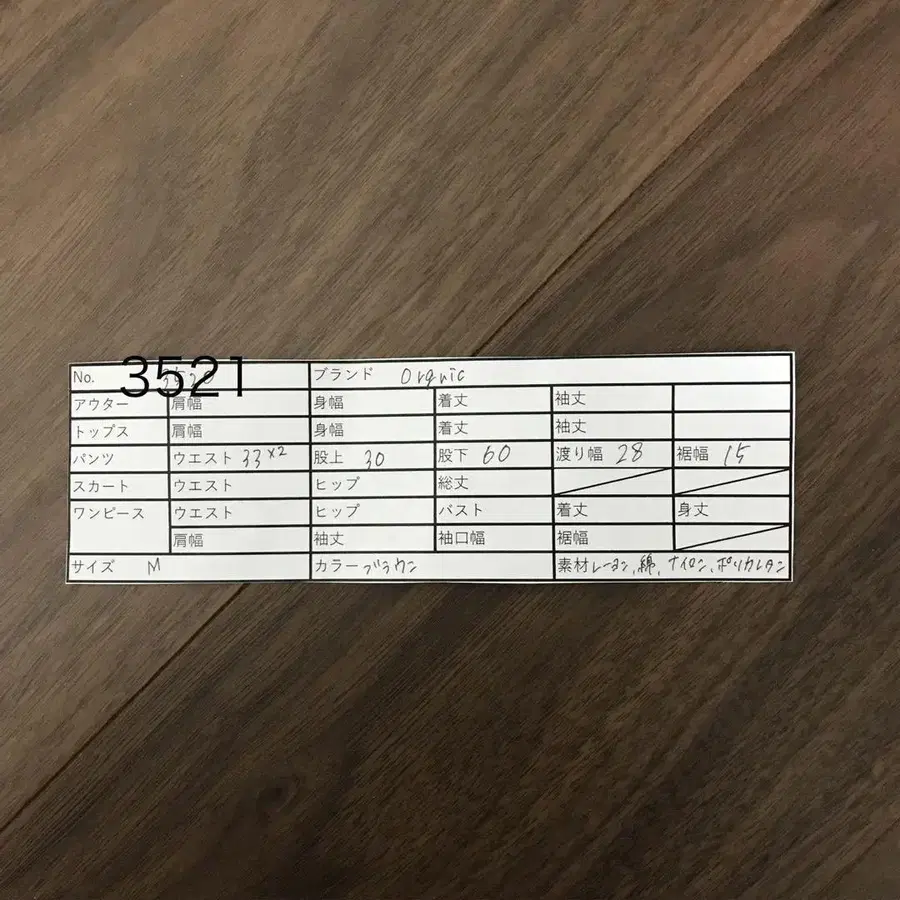 No. 3521 ブランド Orgnic
アウター 肩幅 身幅 着丈 袖丈
トップス 肩幅 身幅 着丈 袖丈
パンツ ウエスト 33×2 股上 30 股下 60 渡り幅 28 裾幅 15
スカート ウエスト ヒップ 総丈
ワンピース ウエスト ヒップ バスト 着丈 身丈
肩幅 袖丈 袖口幅 裾幅
サイズ M カラー ブラウン 素材 レーヨン、綿、ナイロン、ポリウレタン